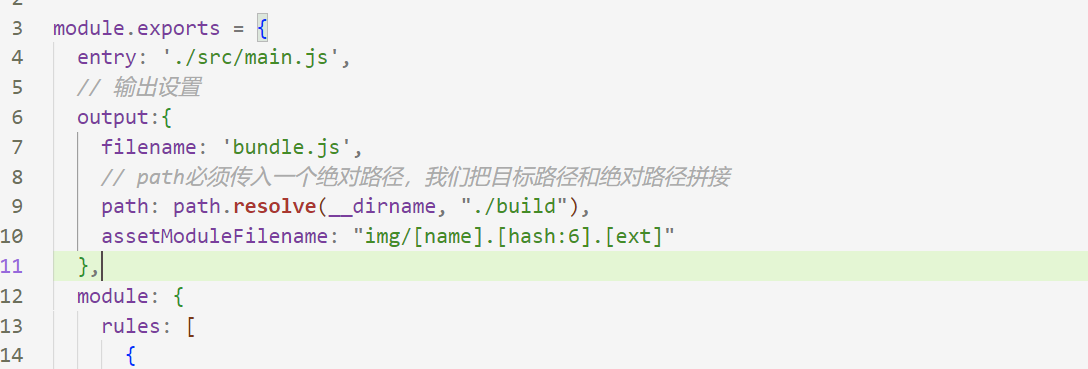 2
3 module.exports = {
4 entry: './src/main.js',
5 // 输出设置
6 output:{
7 filename: 'bundle.js',
8 // path必须传入一个绝对路径，我们把目标路径和绝对路径拼接
9 path: path.resolve(__dirname, "./build"),
10 assetModuleFilename: "img/[name].[hash:6].[ext]"
11 },
12 module: {
13 rules: [
14 {